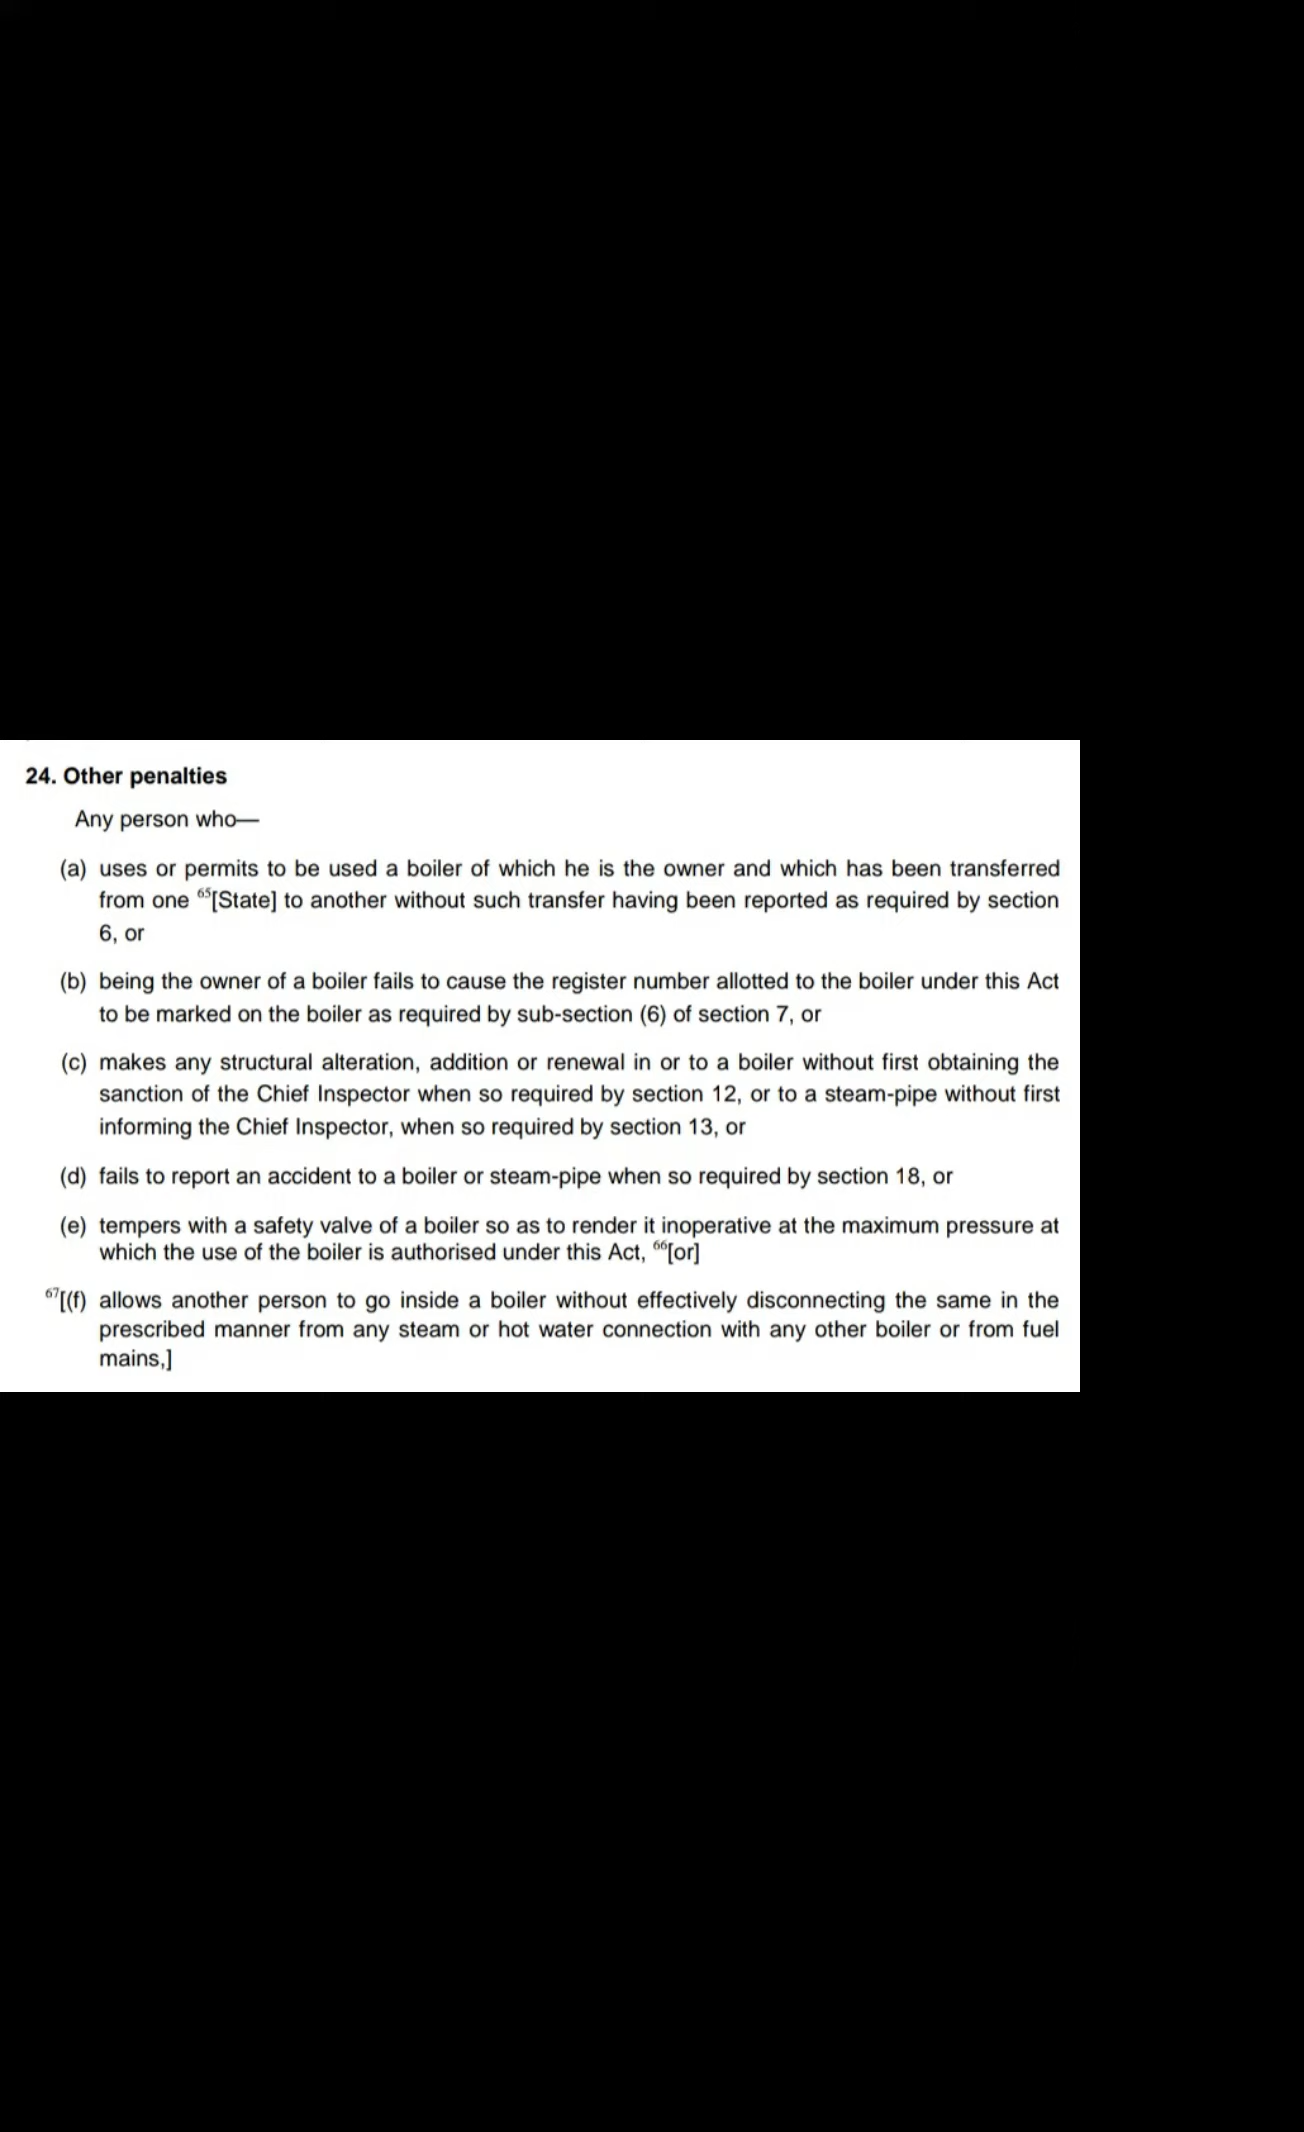 24. Other penalties
Any person who—
(a) uses or permits to be used a boiler of which he is the owner and which has been transferred
from one 65[State] to another without such transfer having been reported as required by section
6, or
(b) being the owner of a boiler fails to cause the register number allotted to the boiler under this Act
to be marked on the boiler as required by sub-section (6) of section 7, or
(c) makes any structural alteration, addition or renewal in or to a boiler without first obtaining the
sanction of the Chief Inspector when so required by section 12, or to a steam-pipe without first
informing the Chief Inspector, when so required by section 13, or
(d) fails to report an accident to a boiler or steam-pipe when so required by section 18, or
(e) tempers with a safety valve of a boiler so as to render it inoperative at the maximum pressure at
which the use of the boiler is authorised under this Act, 66[or]
67[(f) allows another person to go inside a boiler without effectively disconnecting the same in the
prescribed manner from any steam or hot water connection with any other boiler or from fuel
mains,]